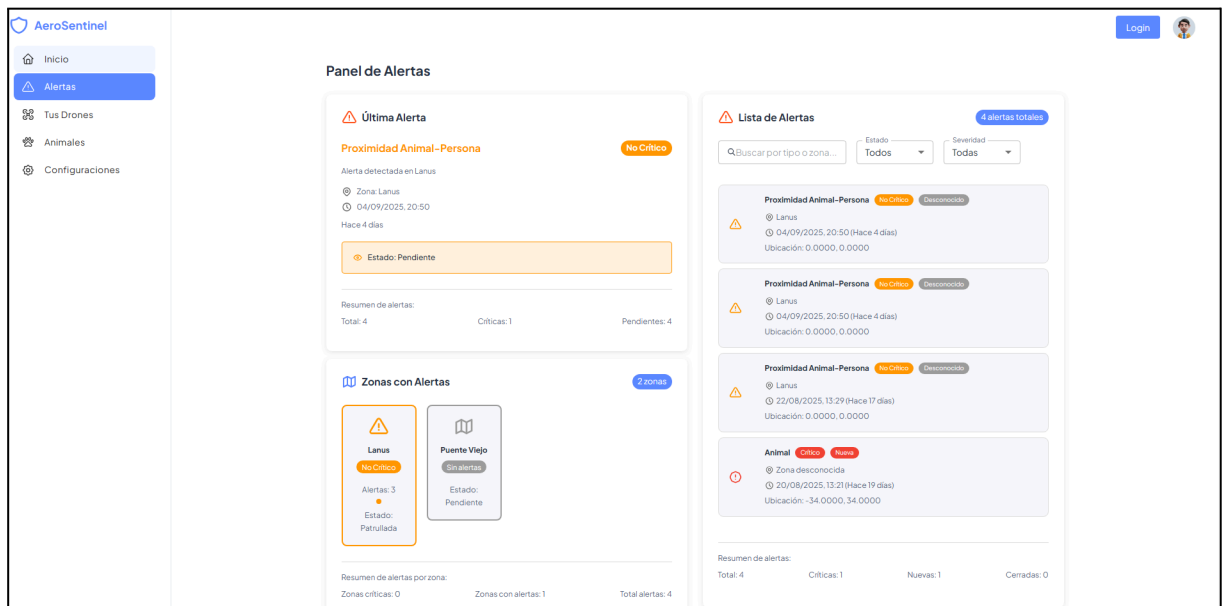 AeroSentinel
Login
Inicio
Alertas
Tus Drones
Animales
Configuraciones
Panel de Alertas
Última Alerta
Proximidad Animal-Persona
No Crítico
Alerta detectada en Lanus
Zona: Lanus
04/09/2025, 20:50
Hace 4 días
Estado: Pendiente
Resumen de alertas:
Total: 4 Críticas: 1 Pendientes: 4
Zonas con Alertas
2 zonas
Lanus
No Crítico
Alertas: 3
Estado:
Patrullada
Puente Viejo
Sin alertas
Estado:
Pendiente
Resumen de alertas por zona:
Zonas críticas: 0 Zonas con alertas: 1 Total alertas: 4
Lista de Alertas
4 alertas totales
Buscar por tipo o zona...
Estado
Todos
Severidad
Todas
Proximidad Animal-Persona No Crítico Desconocido
Lanus
04/09/2025, 20:50 (Hace 4 días)
Ubicación: 0.0000, 0.0000
Proximidad Animal-Persona No Crítico Desconocido
Lanus
04/09/2025, 20:50 (Hace 4 días)
Ubicación: 0.0000, 0.0000
Proximidad Animal-Persona No Crítico Desconocido
Lanus
22/08/2025, 13:29 (Hace 17 días)
Ubicación: 0.0000, 0.0000
Animal Crítico Nueva
Zona desconocida
20/08/2025, 13:21 (Hace 19 días)
Ubicación: -34.0000, 34.0000
Resumen de alertas:
Total: 4 Críticas: 1 Nuevas: 1 Cerradas: 0